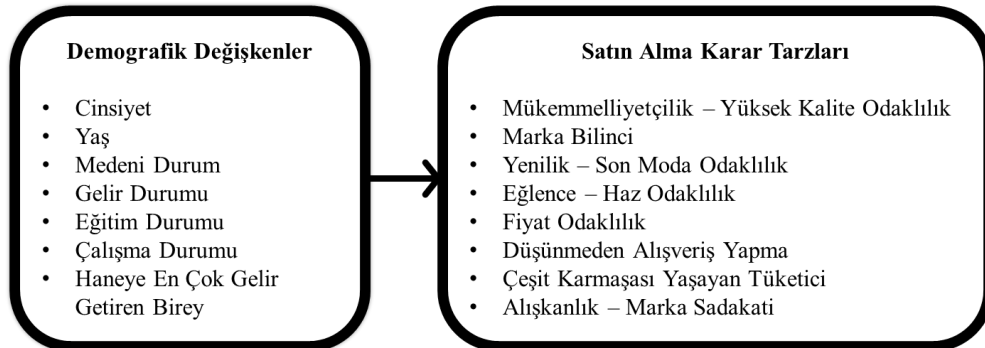 Demografik Değişkenler
• Cinsiyet
• Yaş
• Medeni Durum
• Gelir Durumu
• Eğitim Durumu
• Çalışma Durumu
• Haneye En Çok Gelir
Getiren Birey
Satın Alma Karar Tarzları
• Mükemmelliyetçilik – Yüksek Kalite Odaklılık
• Marka Bilinci
• Yenilik – Son Moda Odaklılık
• Eğlence – Haz Odaklılık
• Fiyat Odaklılık
• Düşünmeden Alışveriş Yapma
• Çeşit Karmaşası Yaşayan Tüketici
• Alışkanlık – Marka Sadakati